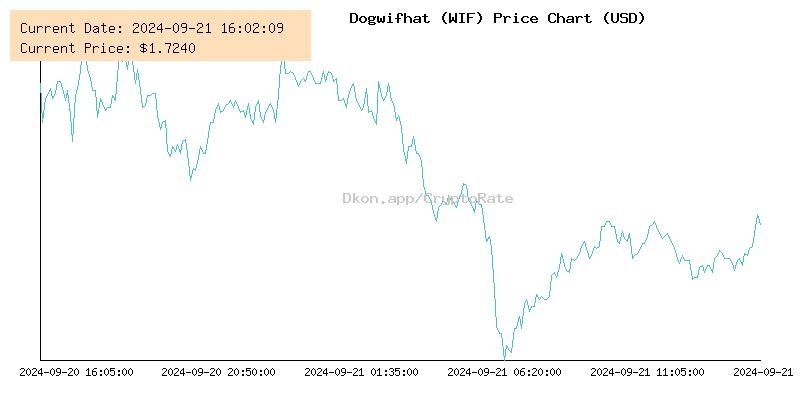 Dogwifhat (WIF) Price Chart (USD)
Current Date: 2024-09-21 16:02:09
Current Price: $1.7240
Dkon.app/CryptoRate
2024-09-20 16:05:00 2024-09-20 20:50:00 2024-09-21 01:35:00 2024-09-21 06:20:00 2024-09-21 11:05:00 2024-09-21